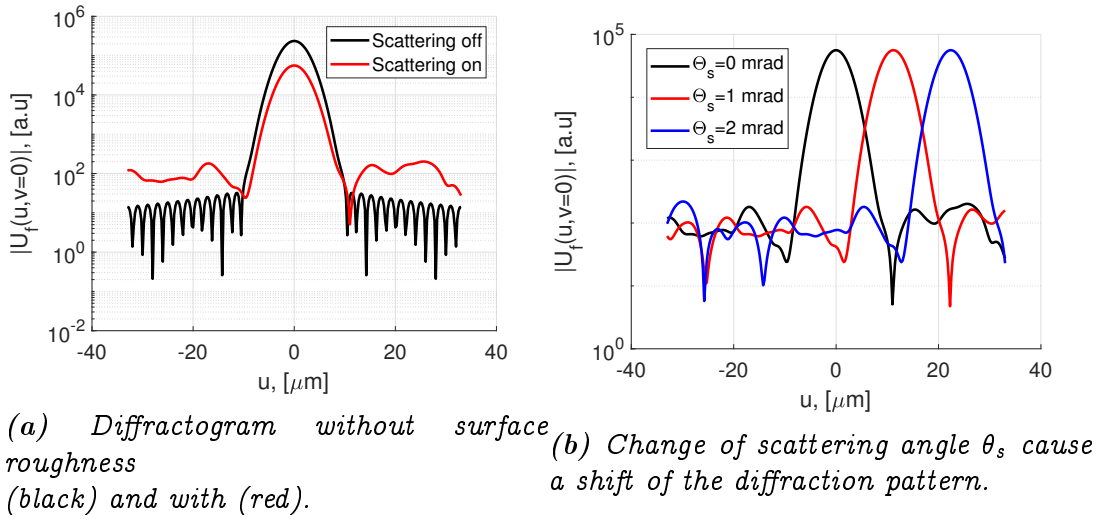 10^6
10^4
10^2
10^0
10^-2
|U_f(u,v=0)|, [a.u]
Scattering off
Scattering on
-40
-20
0
20
40
u, [μm]
(a) Diffractogram without surface
roughness
(black) and with (red).
10^5
10^0
|U_f(u,v=0)|, [a.u]
Θ_s=0 mrad
Θ_s=1 mrad
Θ_s=2 mrad
-40
-20
0
20
40
u, [μm]
(b) Change of scattering angle θ_s cause
a shift of the diffraction pattern.